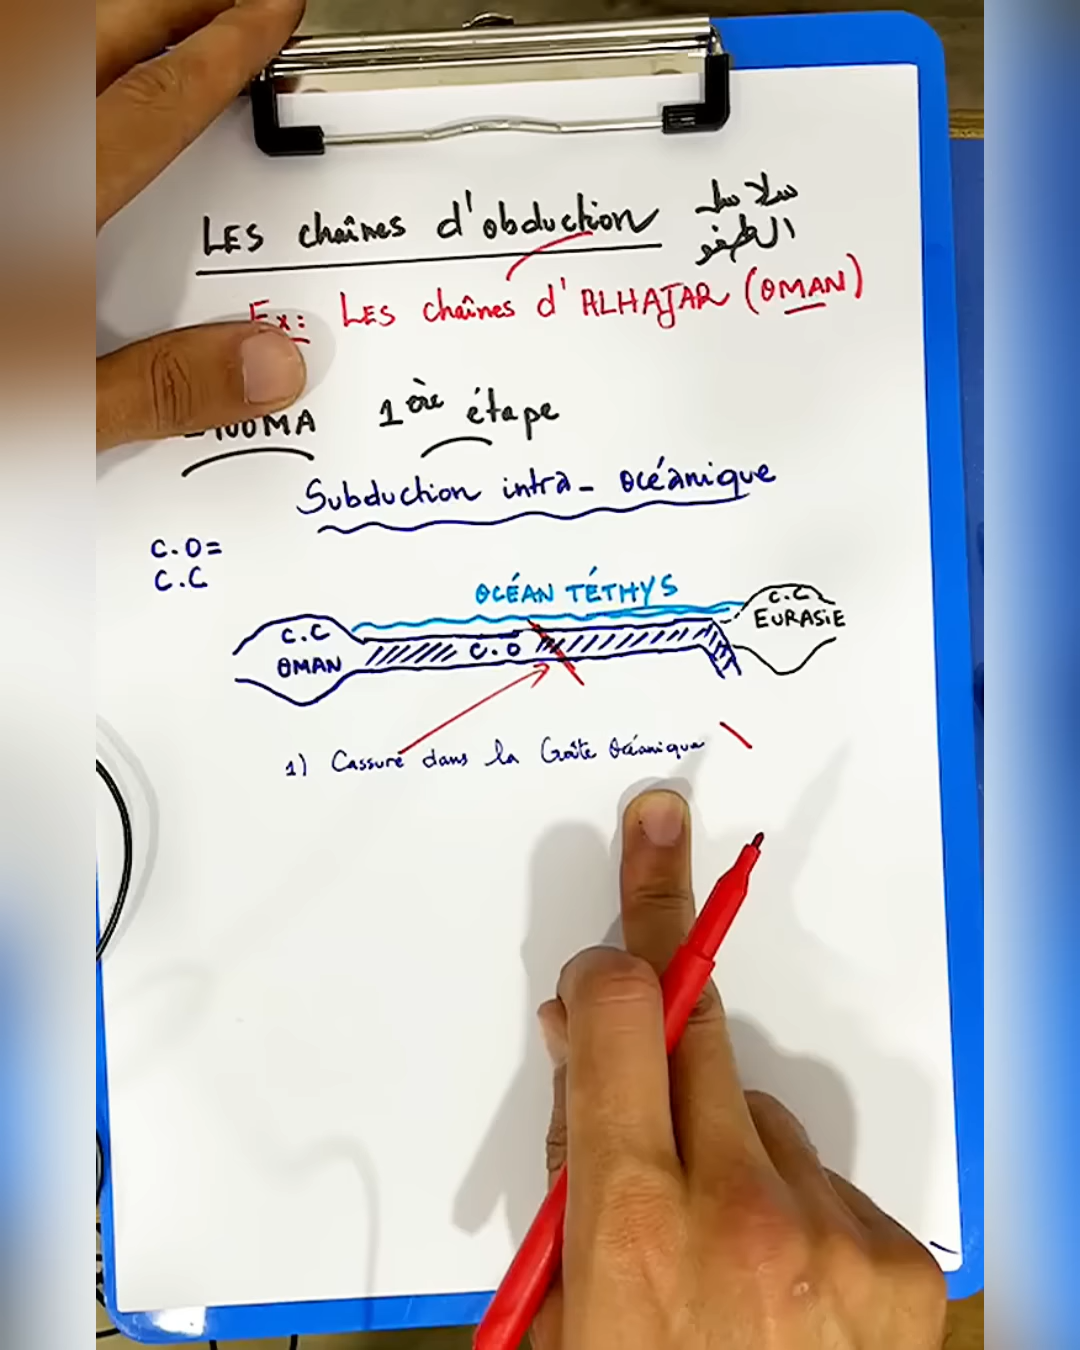 LES chaînes d'obduction
سلاسل
الطفو
Ex: LES chaînes d'ALHAJAR (OMAN)
100MA 1ère étape
Subduction intra-océanique
C.O=
C.C
OCÉAN TÉTHYS
C.C
EURASIE
C.C
OMAN
C.O
1) Cassure dans la Croûte Océanique